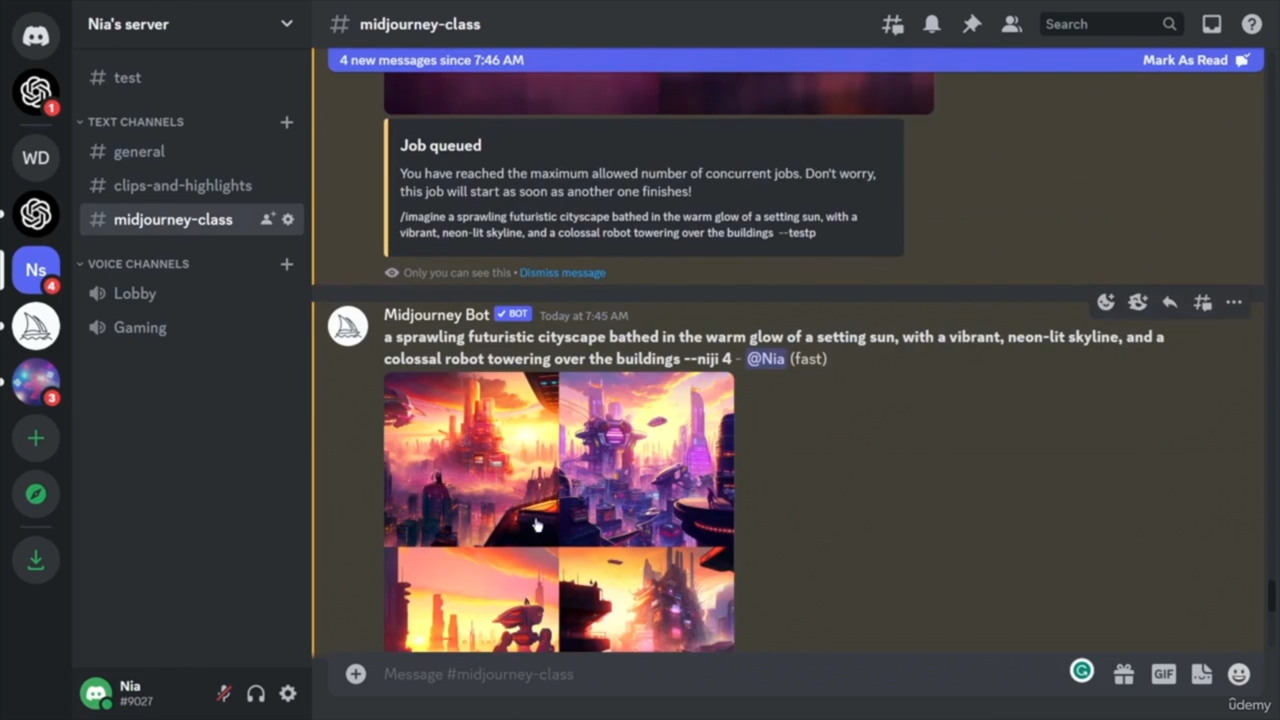 Nia's server
# midjourney-class
Search
4 new messages since 7:46 AM
Mark As Read
# test
1
TEXT CHANNELS
WD
# general
# clips-and-highlights
# midjourney-class
Ns
4
VOICE CHANNELS
Lobby
Gaming
3
Job queued
You have reached the maximum allowed number of concurrent jobs. Don't worry,
this job will start as soon as another one finishes!
/imagine a sprawling futuristic cityscape bathed in the warm glow of a setting sun, with a
vibrant, neon-lit skyline, and a colossal robot towering over the buildings --testp
Only you can see this • Dismiss message
Midjourney Bot ✓ BOT Today at 7:45 AM
a sprawling futuristic cityscape bathed in the warm glow of a setting sun, with a vibrant, neon-lit skyline, and a
colossal robot towering over the buildings --niji 4 - @Nia (fast)
Message #midjourney-class
GIF
Nia
#9027
ûdemy